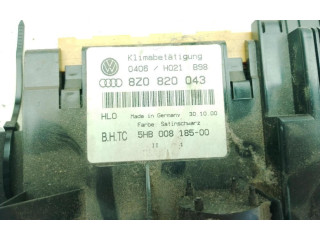 Klimabetätigung
0406 / H021 898
8Z0 820 043
HLO Made in Germany 30 10 00
Farbe: Satinschwarz
B.H.TC 5HB 008 185-00